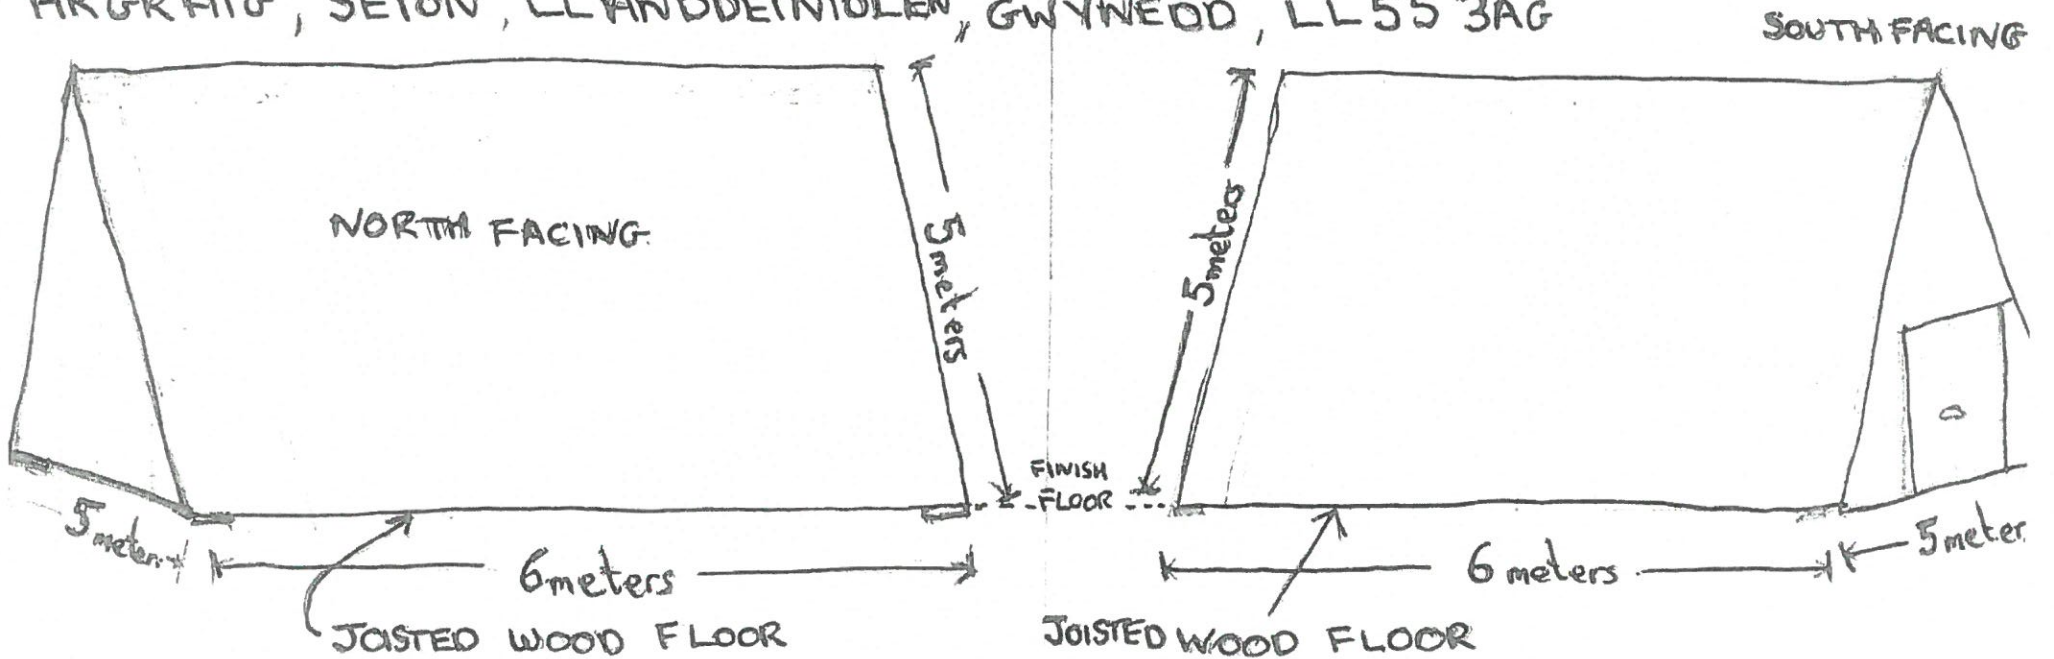 SEION, LLANDDEINIOLEN, GWYNEDD, LL55 3AG
SOUTH FACING
NORTH FACING
5 meters
5 meters
FINISH
FLOOR
5 meter
6 meters
6 meters
5 meter
JOISTED WOOD FLOOR
JOISTED WOOD FLOOR